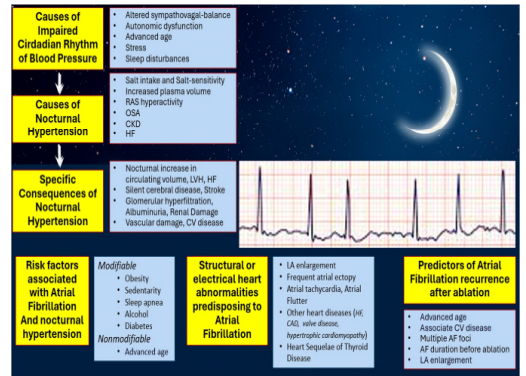 Causes of
Impaired
Cirdadian Rhythm
of Blood Pressure
• Altered sympathovagal-balance
• Autonomic dysfunction
• Advanced age
• Stress
• Sleep disturbances
Causes of
Nocturnal
Hypertension
• Salt intake and Salt-sensitivity
• Increased plasma volume
• RAS hyperactivity
• OSA
• CKD
• HF
Specific
Consequences of
Nocturnal
Hypertension
• Nocturnal increase in
circulating volume, LVH, HF
• Silent cerebral disease, Stroke
• Glomerular hyperfiltration,
Albuminuria, Renal Damage
• Vascular damage, CV disease
Risk factors
associated
with Atrial
Fibrillation
And nocturnal
hypertension
Modifiable
• Obesity
• Sedentarity
• Sleep apnea
• Alcohol
• Diabetes
Nonmodifiable
• Advanced age
Structural or
electrical heart
abnormalities
predisposing to
Atrial
Fibrillation
• LA enlargement
• Frequent atrial ectopy
• Atrial tachycardia, Atrial
Flutter
• Other heart diseases (HF,
CAD, valve disease,
hypertrophic cardiomyopathy)
• Heart Sequelae of Thyroid
Disease
Predictors of Atrial
Fibrillation recurrence
after ablation
• Advanced age
• Associate CV disease
• Multiple AF foci
• AF duration before ablation
• LA enlargement